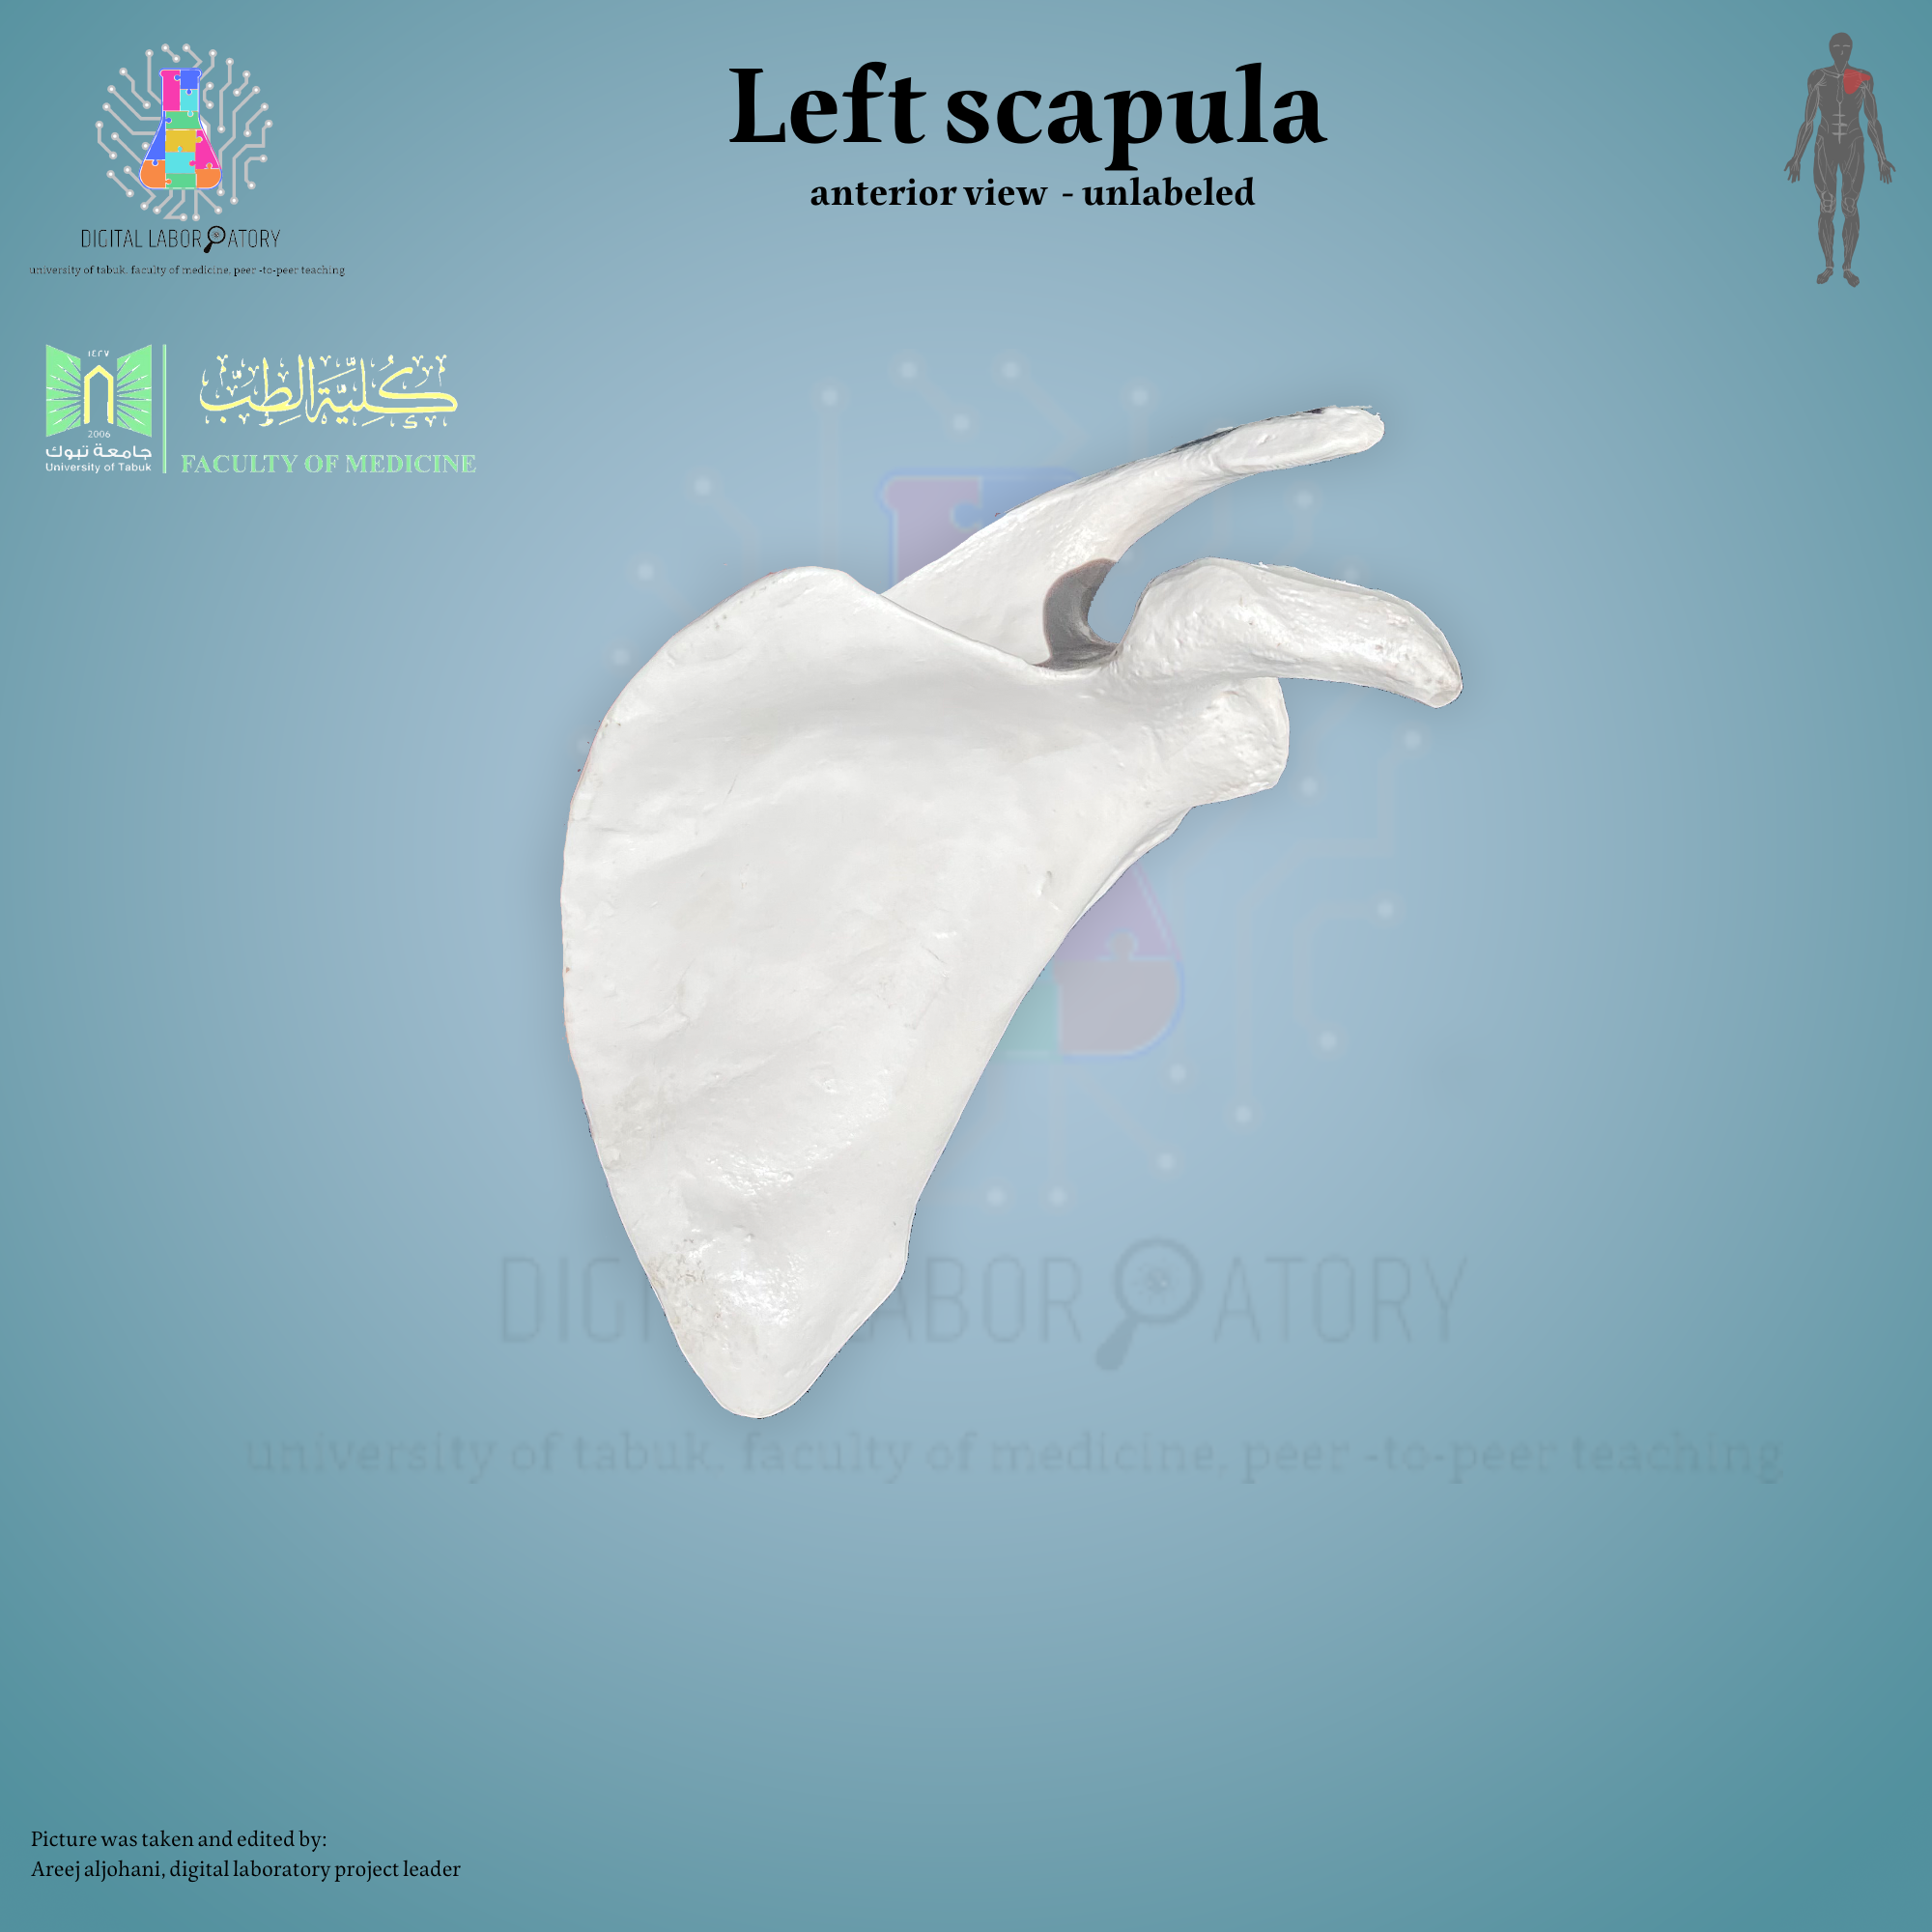 Left scapula
anterior view - unlabeled
DIGITAL LABORATORY
university of tabuk. faculty of medicine. peer -to-peer teaching
١٤٢٧
2006
جامعة تبوك
University of Tabuk
كلية الطب
FACULTY OF MEDICINE
DIGITAL LABORATORY
university of tabuk. faculty of medicine. peer -to-peer teaching
Picture was taken and edited by:
Areej aljohani, digital laboratory project leader